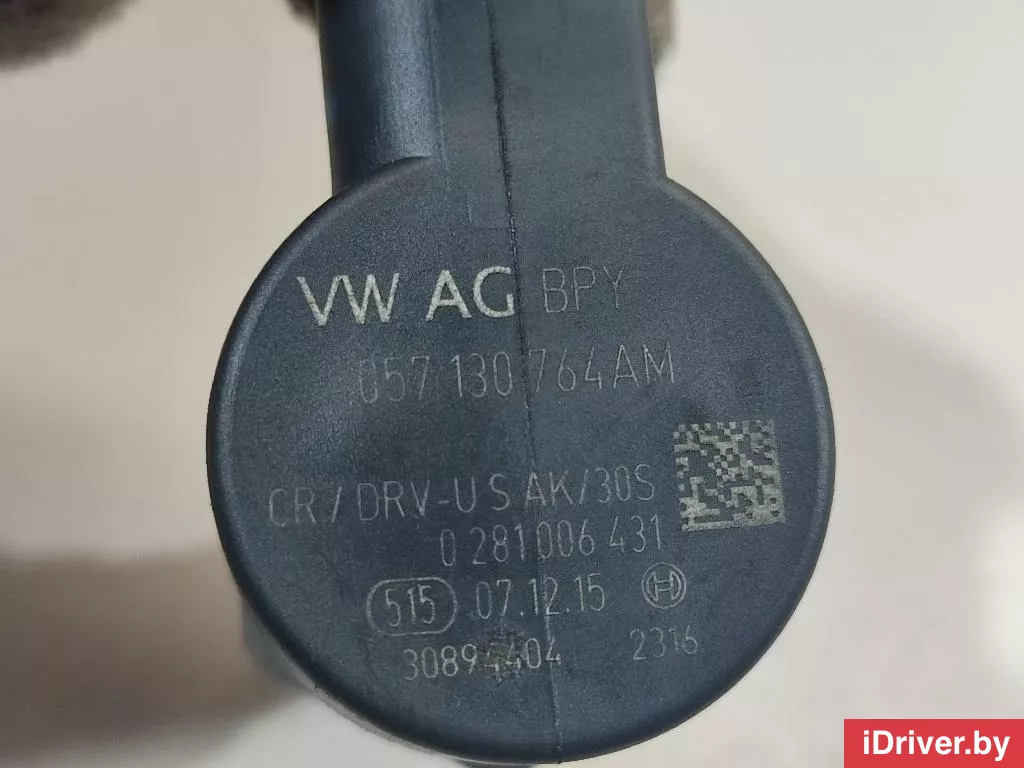 VW AG BPY
057 130 764AM
CR/DRV-U S AK/30S
0 281 006 431
515 07.12.15 H
30894404 2316
iDriver.by